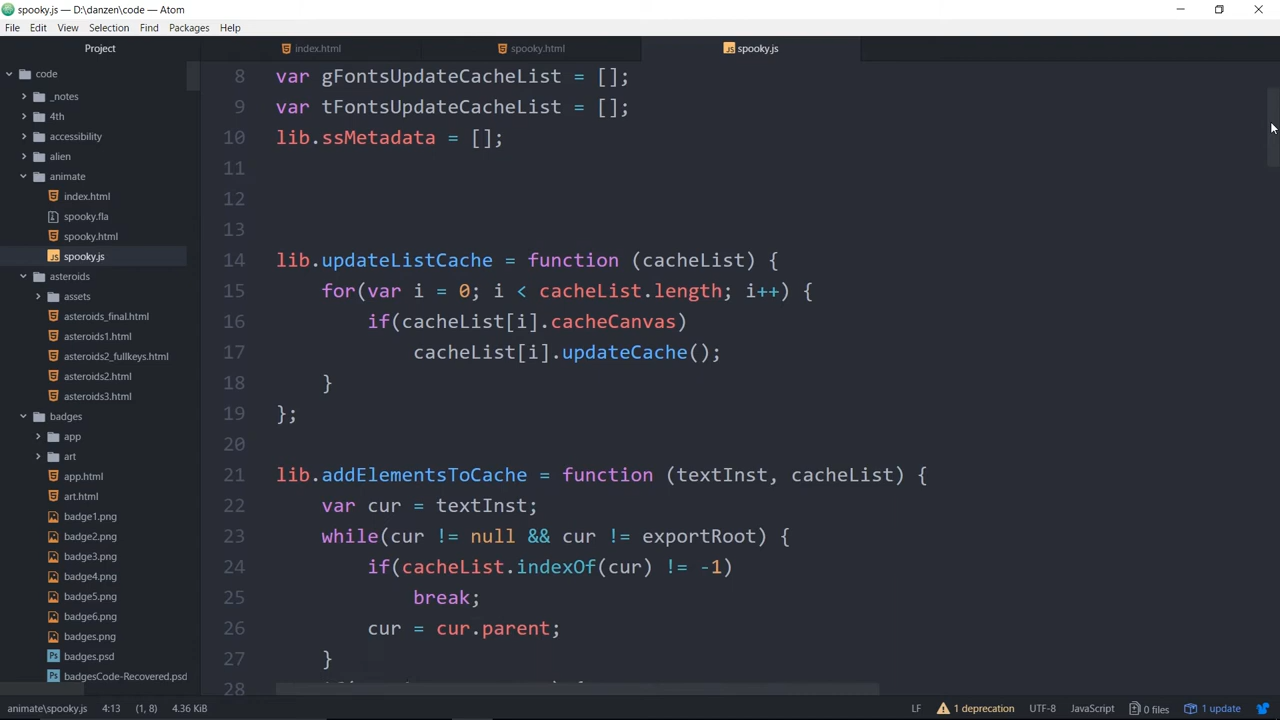 spooky.js — D:\danzen\code — Atom
File Edit View Selection Find Packages Help
Project
index.html
spooky.html
spooky.js
code
_notes
4th
accessibility
alien
animate
index.html
spooky.fla
spooky.html
spooky.js
asteroids
assets
asteroids_final.html
asteroids1.html
asteroids2_fullkeys.html
asteroids2.html
asteroids3.html
badges
app
art
app.html
art.html
badge1.png
badge2.png
badge3.png
badge4.png
badge5.png
badge6.png
badges.png
badges.psd
badgesCode-Recovered.psd
8 var gFontsUpdateCacheList = [];
9 var tFontsUpdateCacheList = [];
10 lib.ssMetadata = [];
11
12
13
14 lib.updateListCache = function (cacheList) {
15 for(var i = 0; i < cacheList.length; i++) {
16 if(cacheList[i].cacheCanvas)
17 cacheList[i].updateCache();
18 }
19 };
20
21 lib.addElementsToCache = function (textInst, cacheList) {
22 var cur = textInst;
23 while(cur != null && cur != exportRoot) {
24 if(cacheList.indexOf(cur) != -1)
25 break;
26 cur = cur.parent;
27 }
28
animate\spooky.js 4:13 (1, 8) 4.36 KiB LF 1 deprecation UTF-8 JavaScript 0 files 1 update